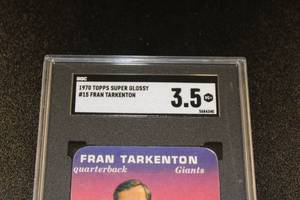 SGC
1970 TOPPS SUPER GLOSSY
#15 FRAN TARKENTON
3.5
FRAN TARKENTON
quarterback Giants